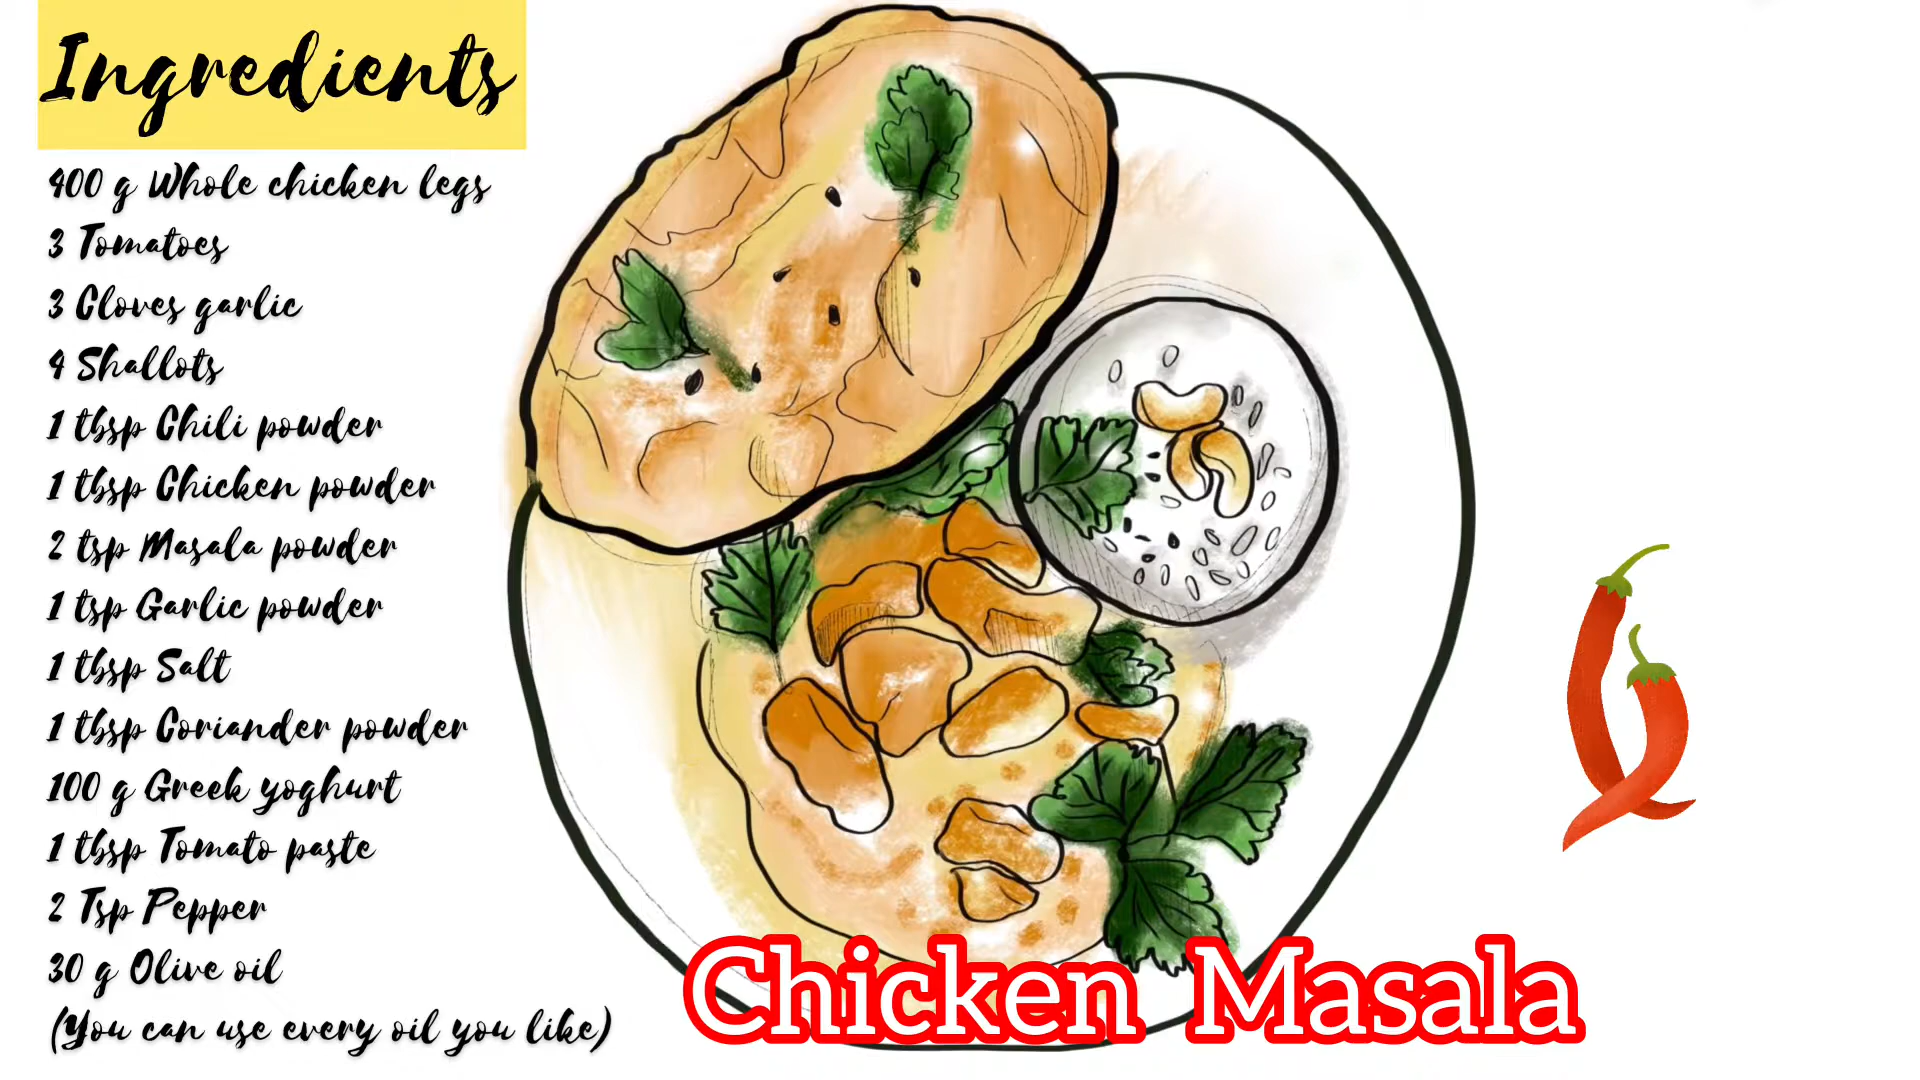 Ingredients
400 g Whole chicken legs
3 Tomatoes
3 Cloves garlic
4 Shallots
1 tbsp Chili powder
1 tbsp Chicken powder
2 tsp Masala powder
1 tsp Garlic powder
1 tbsp Salt
1 tbsp Coriander powder
100 g Greek yoghurt
1 tbsp Tomato paste
2 Tsp Pepper
30 g Olive oil
(You can use every oil you like)
Chicken Masala